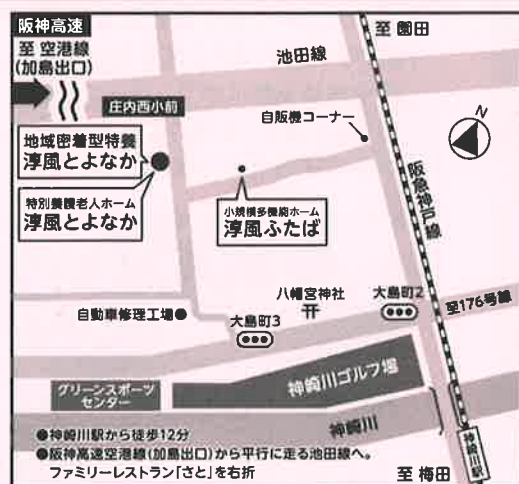 阪神高速
至 空港線
(加島出口)
至 園田
池田線
庄内西小前
自販機コーナー
N
地域密着型特養
淳風とよなか
特別養護老人ホーム
淳風とよなか
小規模多機能ホーム
淳風ふたば
阪急神戸線
八幡宮神社
大島町2
至176号線
自動車修理工場
大島町3
神崎川ゴルフ場
グリーンスポーツ
センター
神崎川
神崎川駅
●神崎川駅から徒歩12分
●阪神高速空港線(加島出口)から平行に走る池田線へ。
ファミリーレストラン「さと」を右折
至 梅田